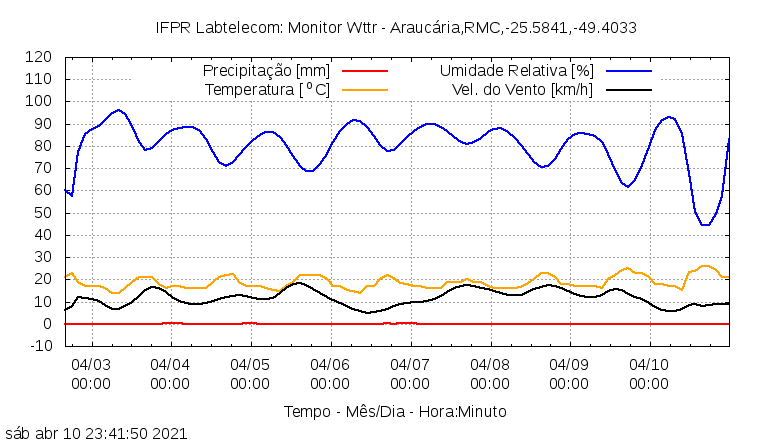 IFPR Labtelecom: Monitor Wttr - Araucária,RMC,-25.5841,-49.4033
120
110
100
90
80
70
60
50
40
30
20
10
0
-10
Precipitação [mm]
Temperatura [⁰C]
Umidade Relativa [%]
Vel. do Vento [km/h]
04/03 04/04 04/05 04/06 04/07 04/08 04/09 04/10
00:00 00:00 00:00 00:00 00:00 00:00 00:00 00:00
Tempo - Mês/Dia - Hora:Minuto
sáb abr 10 23:41:50 2021